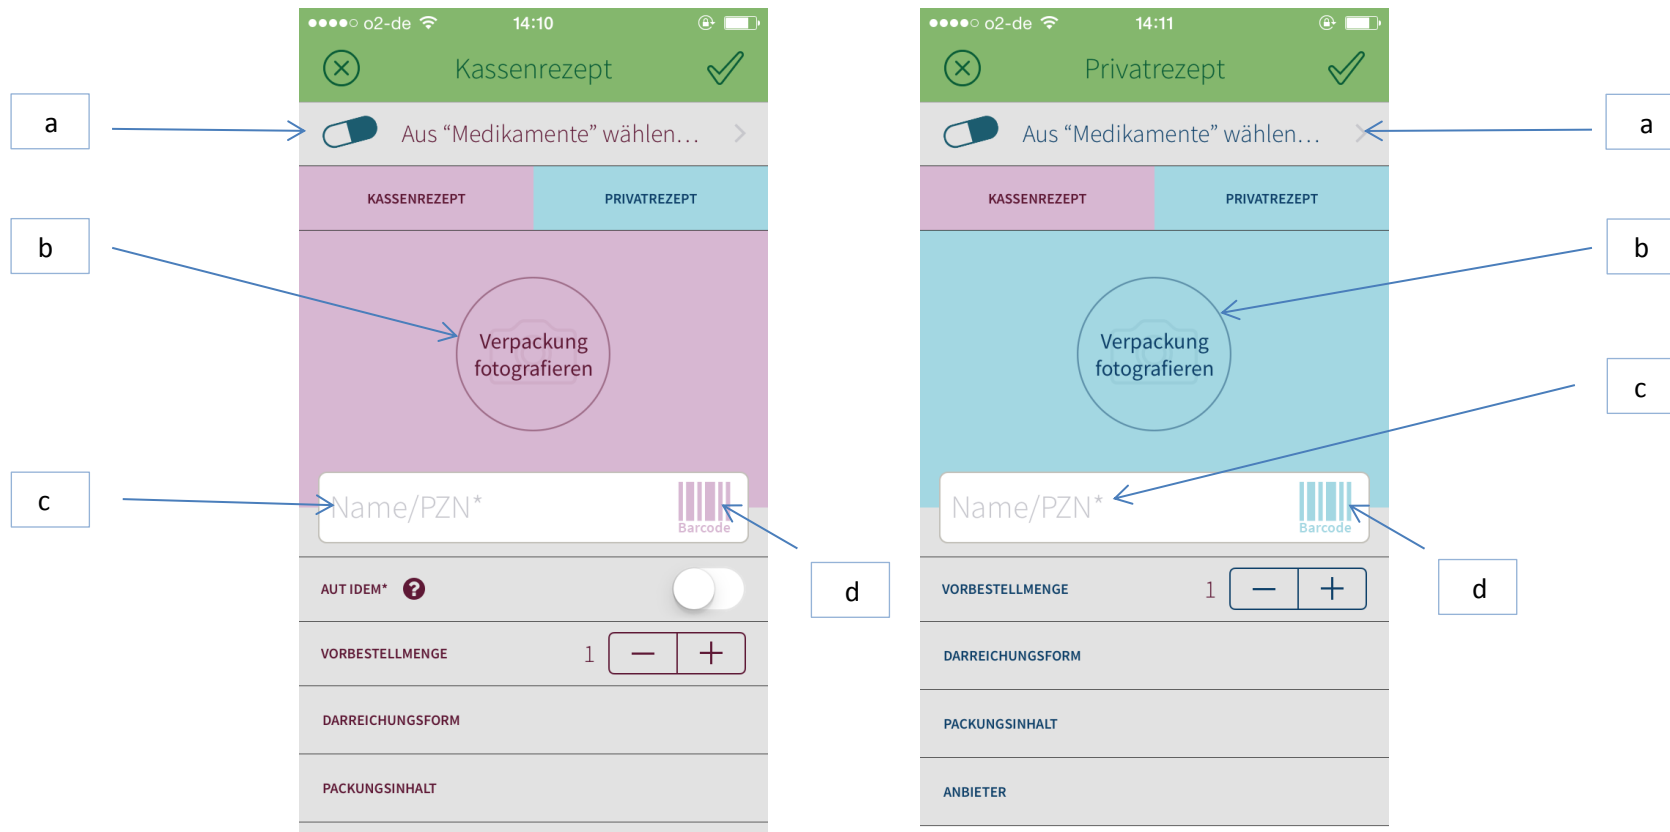 o2-de 14:10
Kassenrezept
a
Aus “Medikamente” wählen...
KASSENREZEPT PRIVATREZEPT
b
Verpackung
fotografieren
c
Name/PZN*
Barcode
d
AUT IDEM* ?
VORBESTELLMENGE 1 − +
DARREICHUNGSFORM
PACKUNGSINHALT
o2-de 14:11
Privatrezept
a
Aus “Medikamente” wählen...
KASSENREZEPT PRIVATREZEPT
b
Verpackung
fotografieren
c
Name/PZN*
Barcode
d
VORBESTELLMENGE 1 − +
DARREICHUNGSFORM
PACKUNGSINHALT
ANBIETER